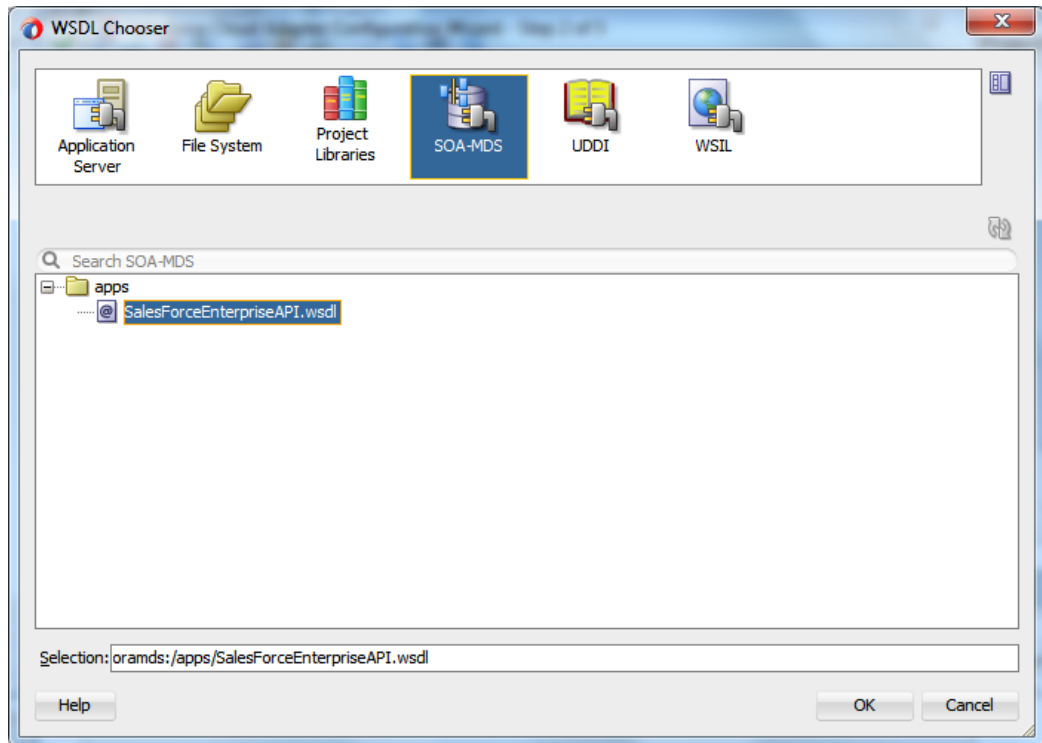 WSDL Chooser
Application
Server
File System
Project
Libraries
SOA-MDS
UDDI
WSIL
Search SOA-MDS
apps
@
SalesForceEnterpriseAPI.wsdl
Selection: oramds:/apps/SalesForceEnterpriseAPI.wsdl
Help
OK
Cancel